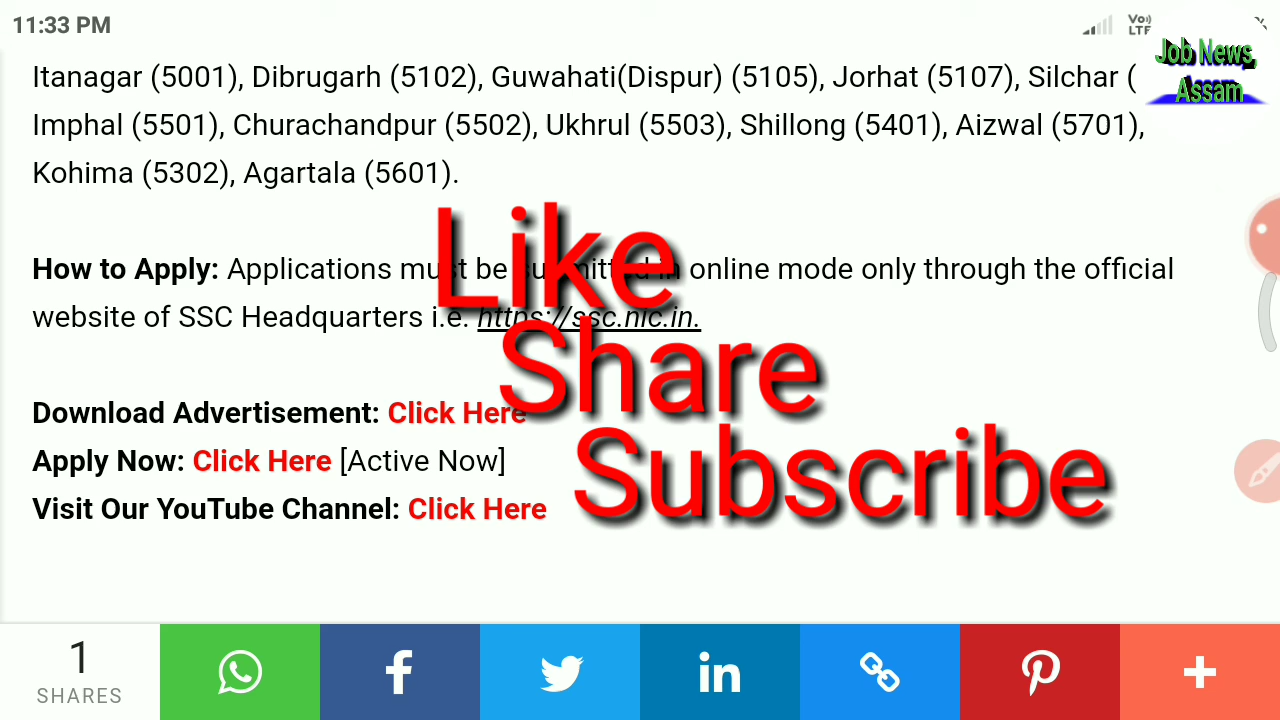 11:33 PM
Vo) LTE
Job News, Assam
Itanagar (5001), Dibrugarh (5102), Guwahati(Dispur) (5105), Jorhat (5107), Silchar (
Imphal (5501), Churachandpur (5502), Ukhrul (5503), Shillong (5401), Aizwal (5701),
Kohima (5302), Agartala (5601).
How to Apply: Applications must be submitted in online mode only through the official
website of SSC Headquarters i.e. https://ssc.nic.in.
Like
Share
Subscribe
Download Advertisement: Click Here
Apply Now: Click Here [Active Now]
Visit Our YouTube Channel: Click Here
1
SHARES